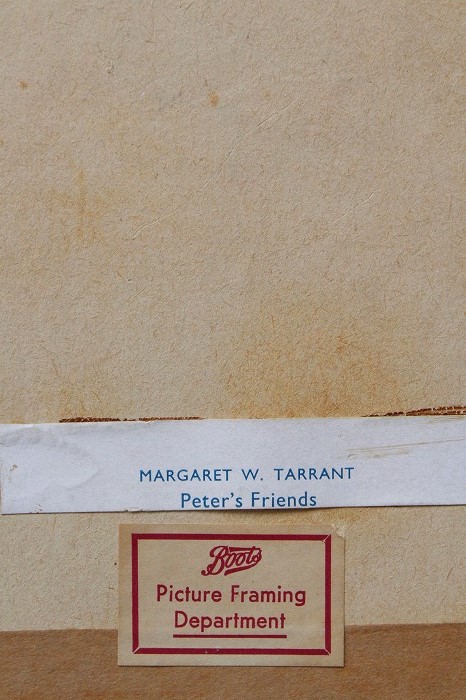 MARGARET W. TARRANT
Peter's Friends
Boots
Picture Framing
Department